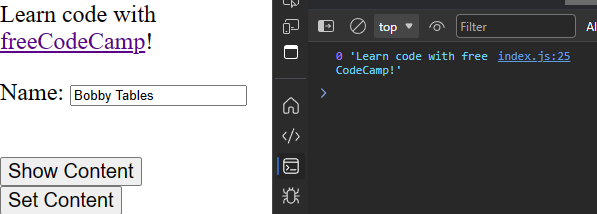 Learn code with
freeCodeCamp!
Name: Bobby Tables
Show Content
Set Content
top
Filter
Al
0 'Learn code with free index.js:25
CodeCamp!'